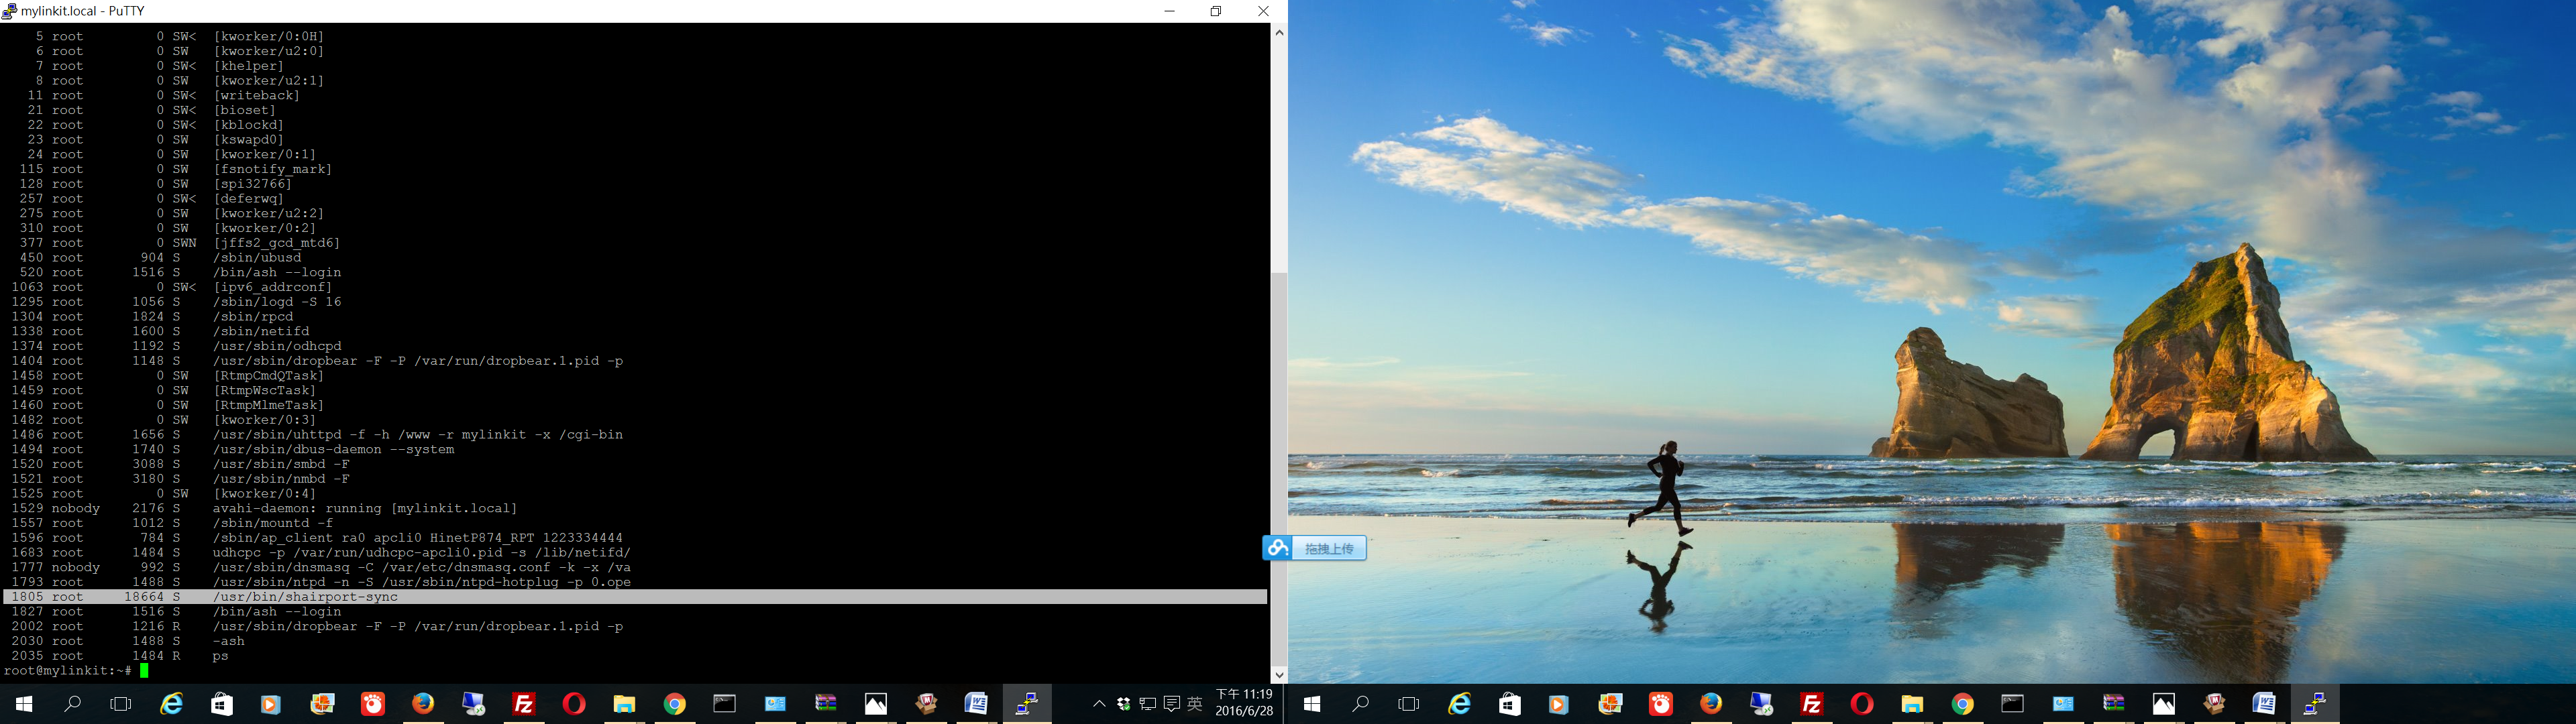 mylinkit.local - PuTTY
5 root 0 SW< [kworker/0:0H]
6 root 0 SW [kworker/u2:0]
7 root 0 SW< [khelper]
8 root 0 SW [kworker/u2:1]
11 root 0 SW< [writeback]
21 root 0 SW< [bioset]
22 root 0 SW< [kblockd]
23 root 0 SW [kswapd0]
24 root 0 SW [kworker/0:1]
115 root 0 SW [fsnotify_mark]
128 root 0 SW [spi32766]
257 root 0 SW< [deferwq]
275 root 0 SW [kworker/u2:2]
310 root 0 SW [kworker/0:2]
377 root 0 SWN [jffs2_gcd_mtd6]
450 root 904 S /sbin/ubusd
520 root 1516 S /bin/ash --login
1063 root 0 SW< [ipv6_addrconf]
1295 root 1056 S /sbin/logd -S 16
1304 root 1824 S /sbin/rpcd
1338 root 1600 S /sbin/netifd
1374 root 1192 S /usr/sbin/odhcpd
1404 root 1148 S /usr/sbin/dropbear -F -P /var/run/dropbear.1.pid -p
1458 root 0 SW [RtmpCmdQTask]
1459 root 0 SW [RtmpWscTask]
1460 root 0 SW [RtmpMlmeTask]
1482 root 0 SW [kworker/0:3]
1486 root 1656 S /usr/sbin/uhttpd -f -h /www -r mylinkit -x /cgi-bin
1494 root 1740 S /usr/sbin/dbus-daemon --system
1520 root 3088 S /usr/sbin/smbd -F
1521 root 3180 S /usr/sbin/nmbd -F
1525 root 0 SW [kworker/0:4]
1529 nobody 2176 S avahi-daemon: running [mylinkit.local]
1557 root 1012 S /sbin/mountd -f
1596 root 784 S /sbin/ap_client ra0 apcli0 HinetP874_RPT 1223334444
1683 root 1484 S udhcpc -p /var/run/udhcpc-apcli0.pid -s /lib/netifd/
1777 nobody 992 S /usr/sbin/dnsmasq -C /var/etc/dnsmasq.conf -k -x /va
1793 root 1488 S /usr/sbin/ntpd -n -S /usr/sbin/ntpd-hotplug -p 0.ope
1805 root 18664 S /usr/bin/shairport-sync
1827 root 1516 S /bin/ash --login
2002 root 1216 R /usr/sbin/dropbear -F -P /var/run/dropbear.1.pid -p
2030 root 1488 S -ash
2035 root 1484 R ps
root@mylinkit:~#
拖拽上传
英
下午 11:19
2016/6/28